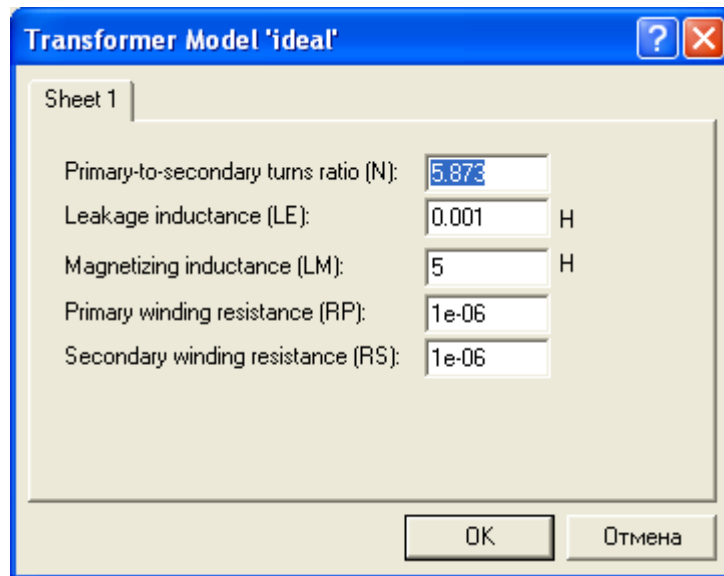 Transformer Model 'ideal'
Sheet 1
Primary-to-secondary turns ratio (N): 5.873
Leakage inductance (LE): 0.001 H
Magnetizing inductance (LM): 5 H
Primary winding resistance (RP): 1e-06
Secondary winding resistance (RS): 1e-06
OK Отмена